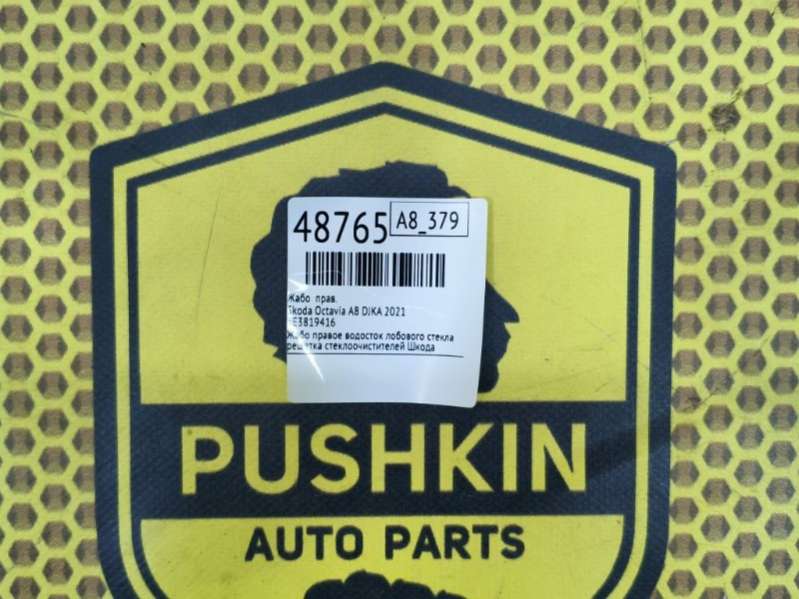 48765
A8_379
Жабо прав.
Skoda Octavia A8 DJKA 2021
E3819416
Жабо правое водосток лобового стекла
решетка стеклоочистителей Шкода
PUSHKIN
AUTO PARTS